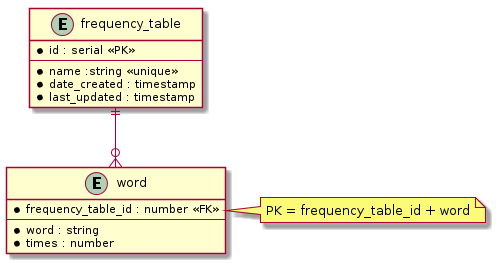 E frequency_table
id : serial «PK»
name :string «unique»
date_created : timestamp
last_updated : timestamp
E word
frequency_table_id : number «FK»
PK = frequency_table_id + word
word : string
times : number